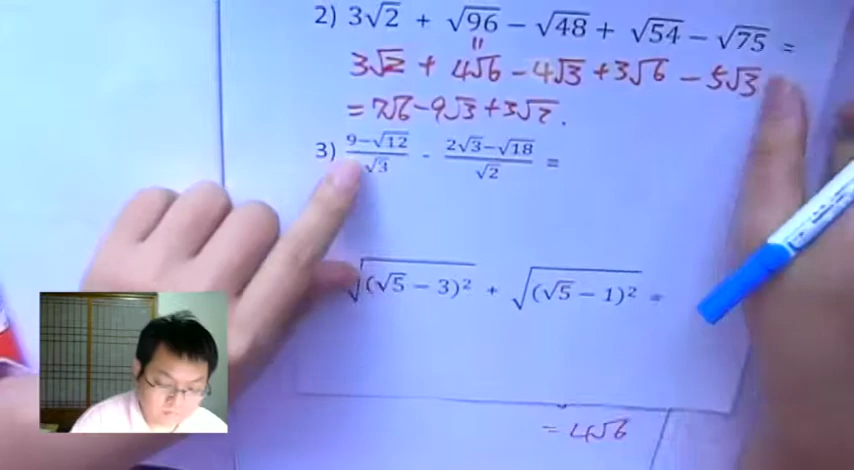 2) 3√2 + √96 − √48 + √54 − √75 =
"
3√2 + 4√6 − 4√3 + 3√6 − 5√3
= 7√6 − 9√3 + 3√2.
3) (9−√12)/√3 - (2√3−√18)/√2 =
√((√5 − 3)²) + √((√5 − 1)²) =
= 4√6